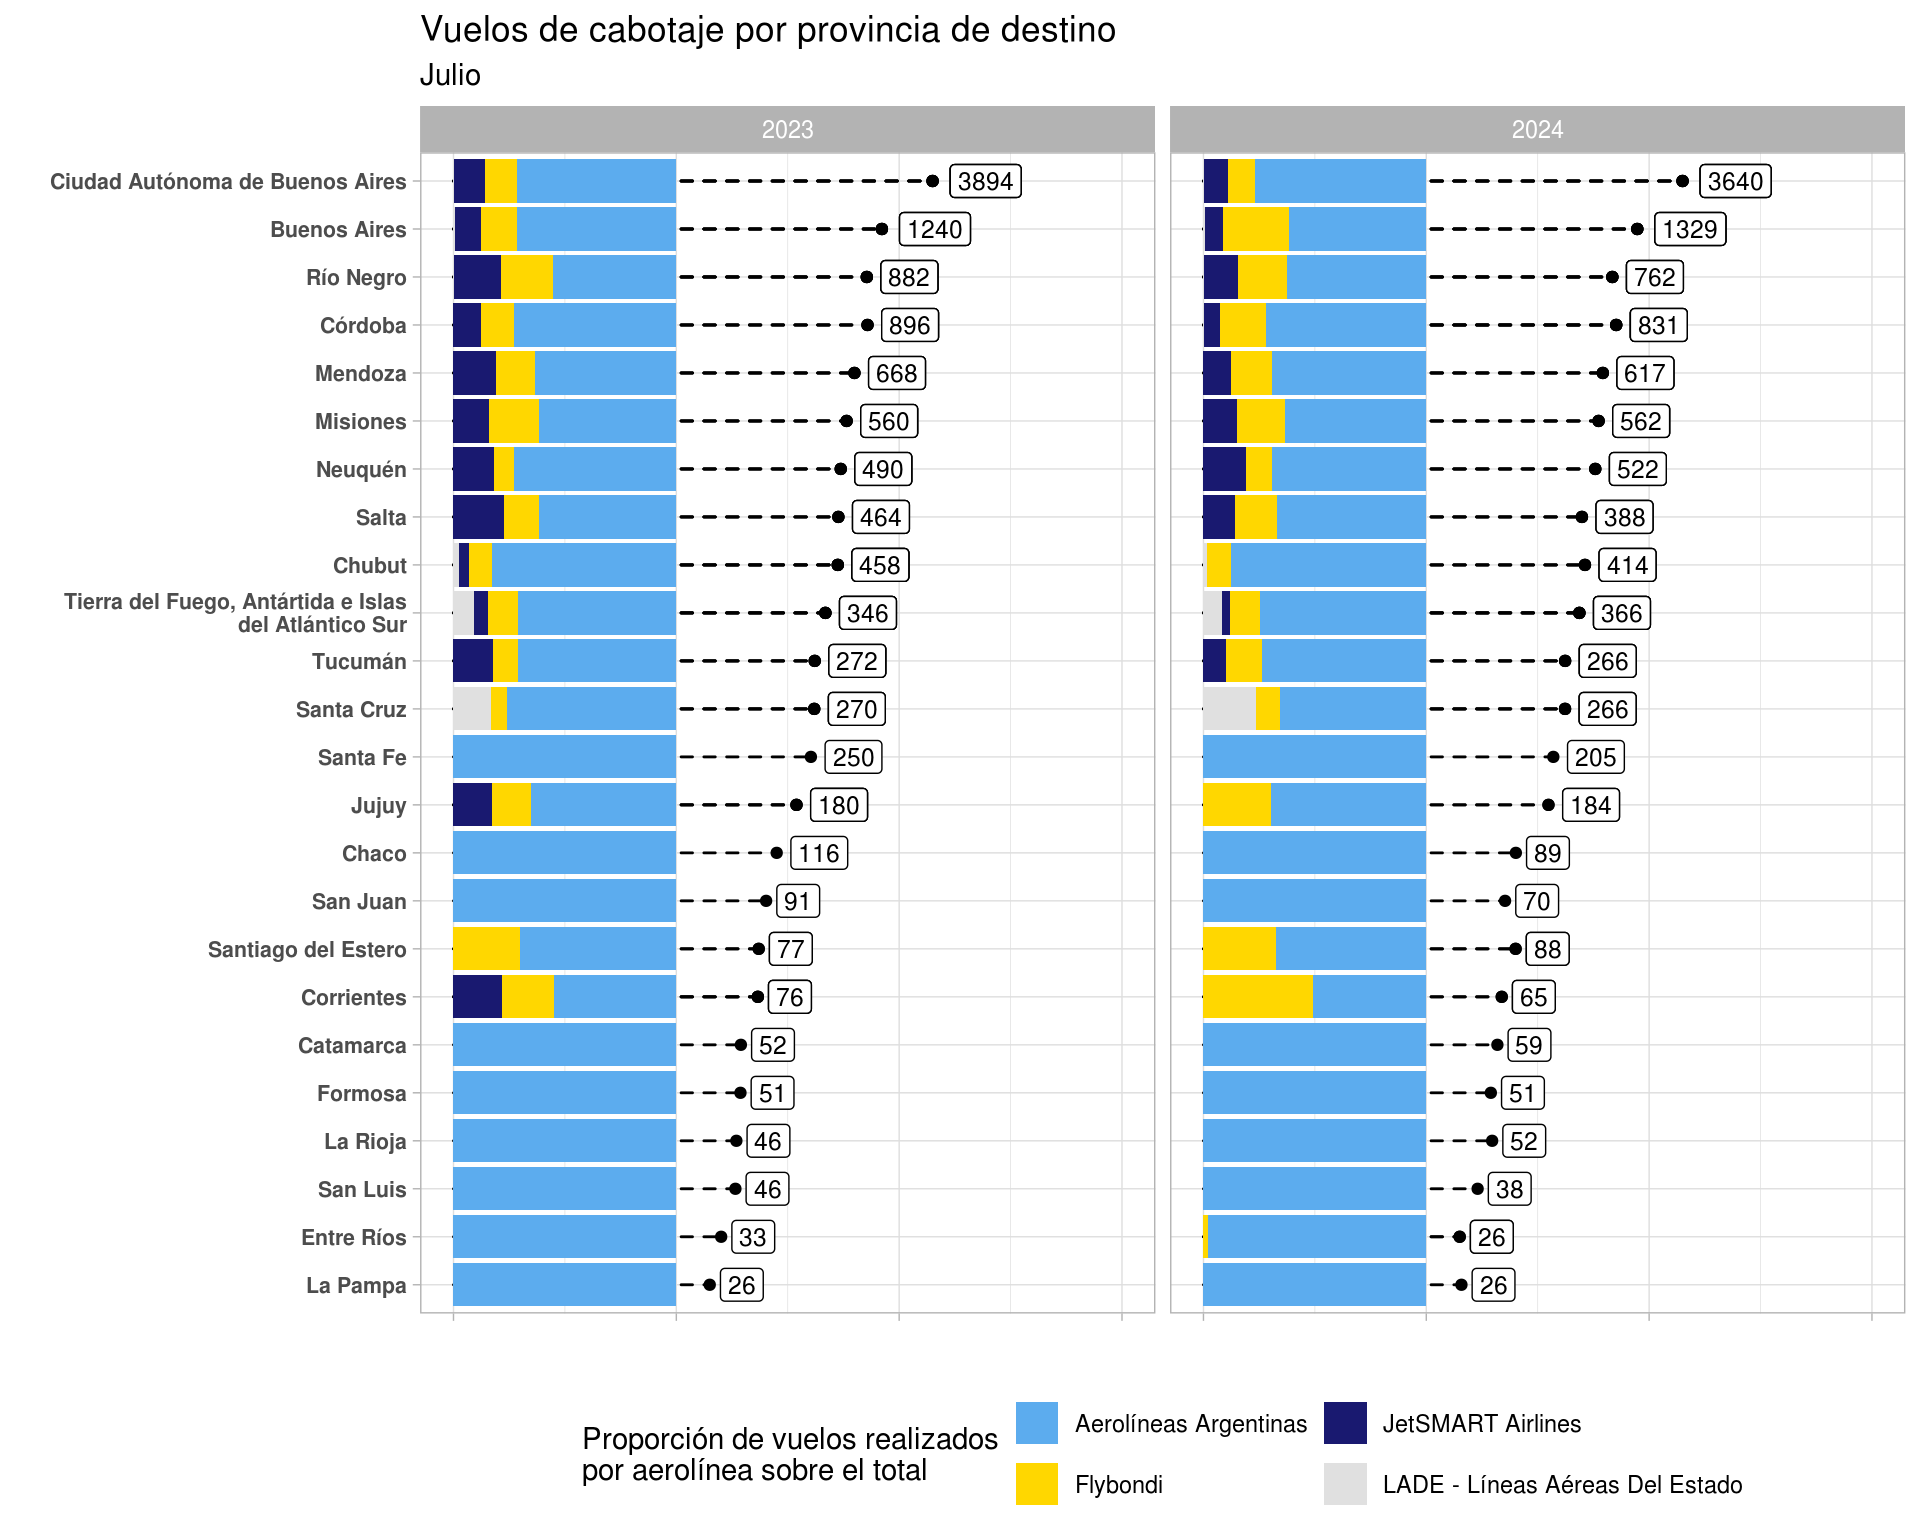 Vuelos de cabotaje por provincia de destino
Julio
2023 2024
Ciudad Autónoma de Buenos Aires 3894 3640
Buenos Aires 1240 1329
Río Negro 882 762
Córdoba 896 831
Mendoza 668 617
Misiones 560 562
Neuquén 490 522
Salta 464 388
Chubut 458 414
Tierra del Fuego, Antártida e Islas
del Atlántico Sur 346 366
Tucumán 272 266
Santa Cruz 270 266
Santa Fe 250 205
Jujuy 180 184
Chaco 116 89
San Juan 91 70
Santiago del Estero 77 88
Corrientes 76 65
Catamarca 52 59
Formosa 51 51
La Rioja 46 52
San Luis 46 38
Entre Ríos 33 26
La Pampa 26 26
Proporción de vuelos realizados
por aerolínea sobre el total
Aerolíneas Argentinas JetSMART Airlines
Flybondi LADE - Líneas Aéreas Del Estado